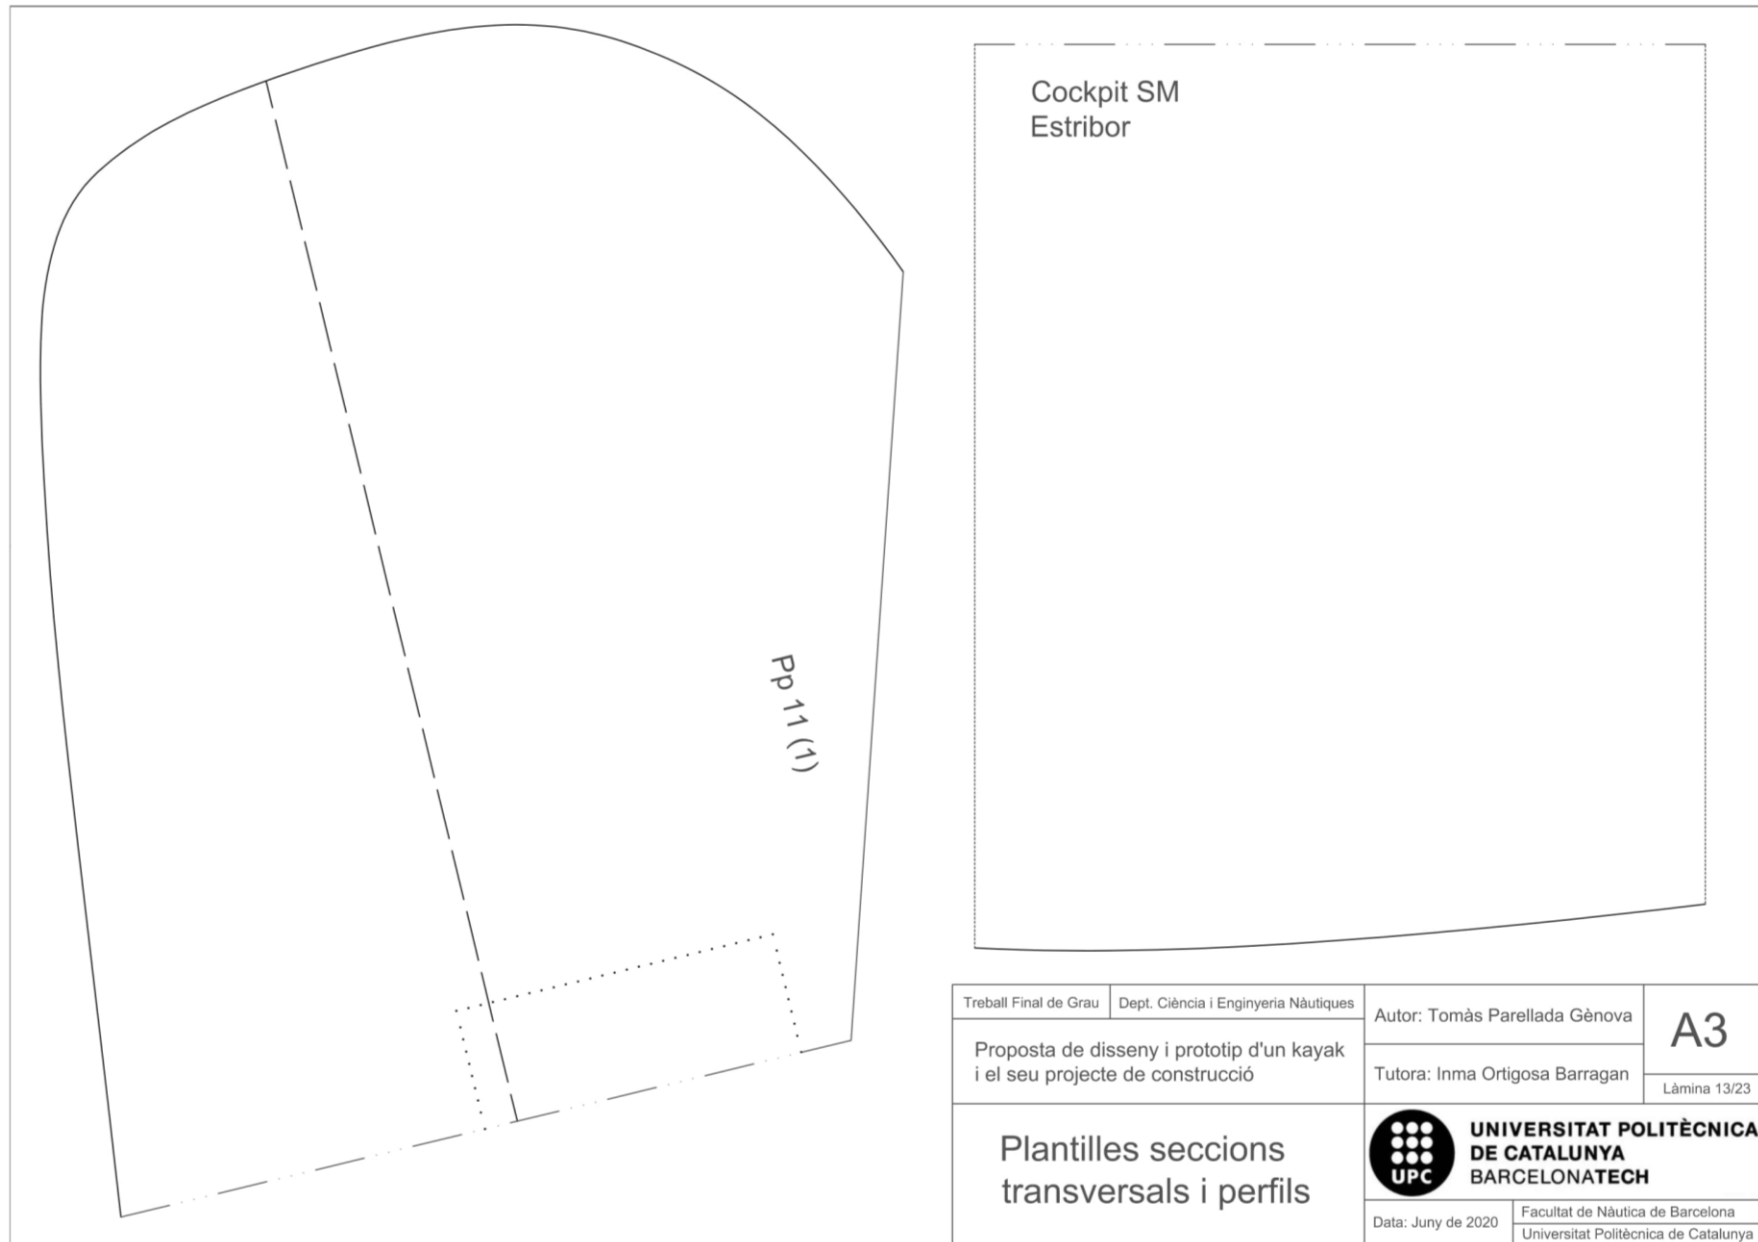 Cockpit SM
Estribor
Pp 11 (1)
Treball Final de Grau
Dept. Ciència i Enginyeria Nàutiques
Proposta de disseny i prototip d'un kayak
i el seu projecte de construcció
Autor: Tomàs Parellada Gènova
Tutora: Inma Ortigosa Barragan
A3
Làmina 13/23
Plantilles seccions
transversals i perfils
UPC
UNIVERSITAT POLITÈCNICA
DE CATALUNYA
BARCELONATECH
Data: Juny de 2020
Facultat de Nàutica de Barcelona
Universitat Politècnica de Catalunya